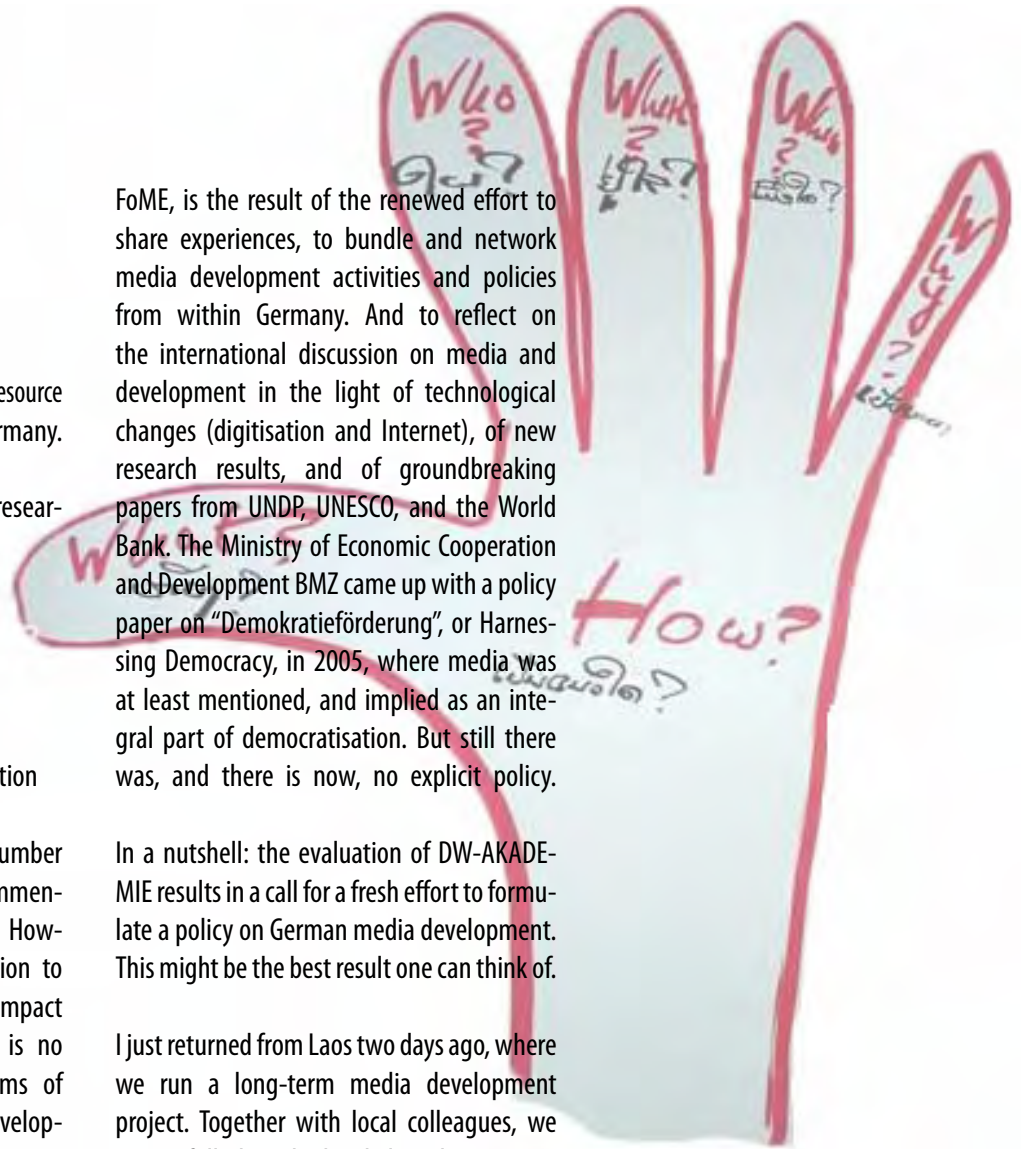 Who
?
ໃຜ?
When
?
Why?
What?
How?
esource
rmany.
resear-
tion
umber
mmen-
How-
ion to
mpact
is no
ms of
velop-
FoME, is the result of the renewed effort to
share experiences, to bundle and network
media development activities and policies
from within Germany. And to reflect on
the international discussion on media and
development in the light of technological
changes (digitisation and Internet), of new
research results, and of groundbreaking
papers from UNDP, UNESCO, and the World
Bank. The Ministry of Economic Cooperation
and Development BMZ came up with a policy
paper on “Demokratieförderung”, or Harnes-
sing Democracy, in 2005, where media was
at least mentioned, and implied as an inte-
gral part of democratisation. But still there
was, and there is now, no explicit policy.
In a nutshell: the evaluation of DW-AKADE-
MIE results in a call for a fresh effort to formu-
late a policy on German media development.
This might be the best result one can think of.
I just returned from Laos two days ago, where
we run a long-term media development
project. Together with local colleagues, we